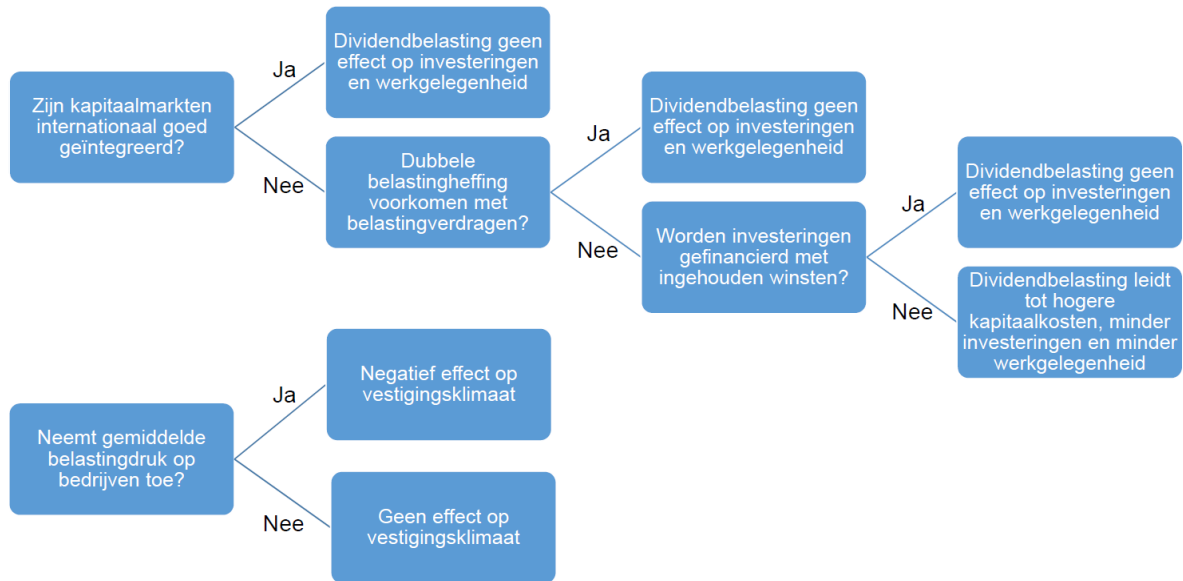 Zijn kapitaalmarkten
internationaal goed
geïntegreerd?
Ja
Dividendbelasting geen
effect op investeringen
en werkgelegenheid
Nee
Dubbele
belastingheffing
voorkomen met
belastingverdragen?
Ja
Dividendbelasting geen
effect op investeringen
en werkgelegenheid
Nee
Worden investeringen
gefinancierd met
ingehouden winsten?
Ja
Dividendbelasting geen
effect op investeringen
en werkgelegenheid
Nee
Dividendbelasting leidt
tot hogere
kapitaalkosten, minder
investeringen en minder
werkgelegenheid
Neemt gemiddelde
belastingdruk op
bedrijven toe?
Ja
Negatief effect op
vestigingsklimaat
Nee
Geen effect op
vestigingsklimaat